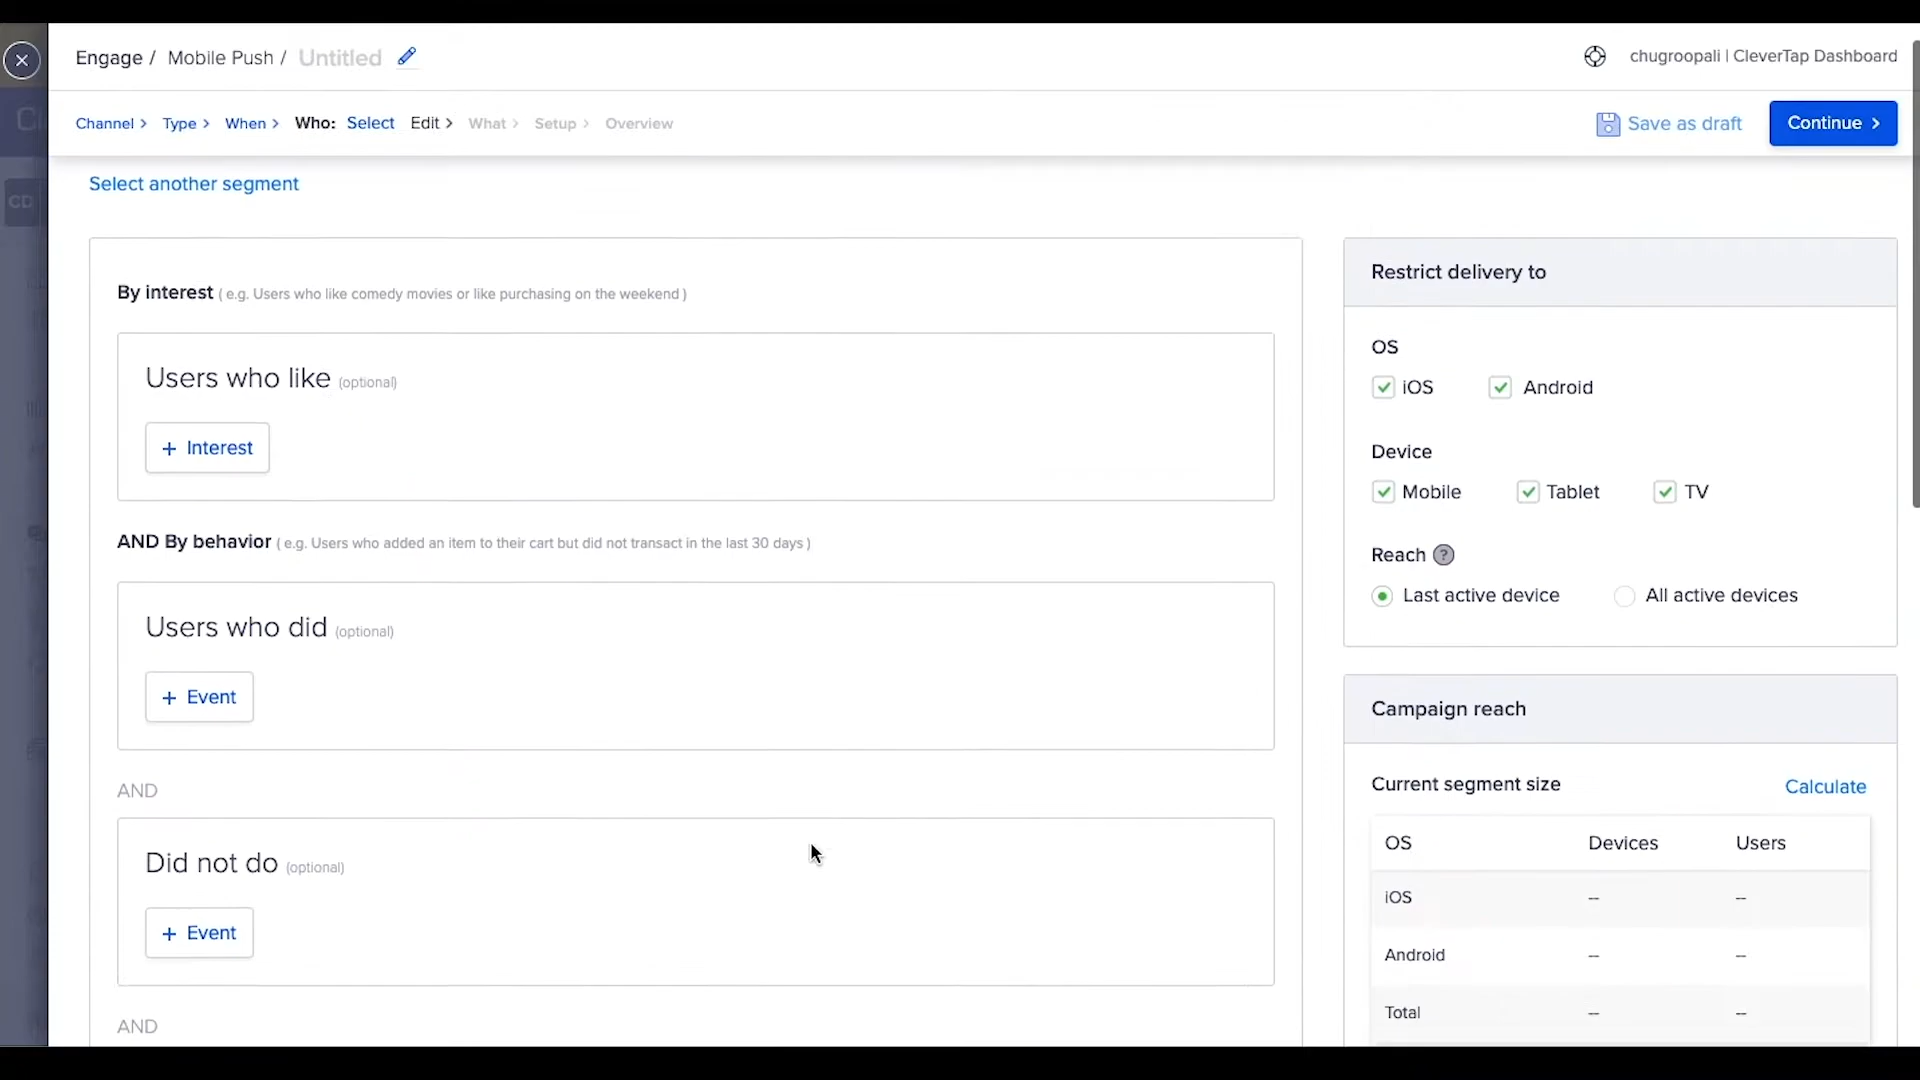 Engage / Mobile Push / Untitled
chugroopali | CleverTap Dashboard
Channel > Type > When > Who: Select Edit > What > Setup > Overview
Save as draft
Continue >
CD
Select another segment
By interest ( e.g. Users who like comedy movies or like purchasing on the weekend )
Users who like (optional)
+ Interest
AND By behavior ( e.g. Users who added an item to their cart but did not transact in the last 30 days )
Users who did (optional)
+ Event
AND
Did not do (optional)
+ Event
AND
Restrict delivery to
OS
iOS Android
Device
Mobile Tablet TV
Reach ?
Last active device All active devices
Campaign reach
Current segment size Calculate
OS Devices Users
iOS -- --
Android -- --
Total -- --